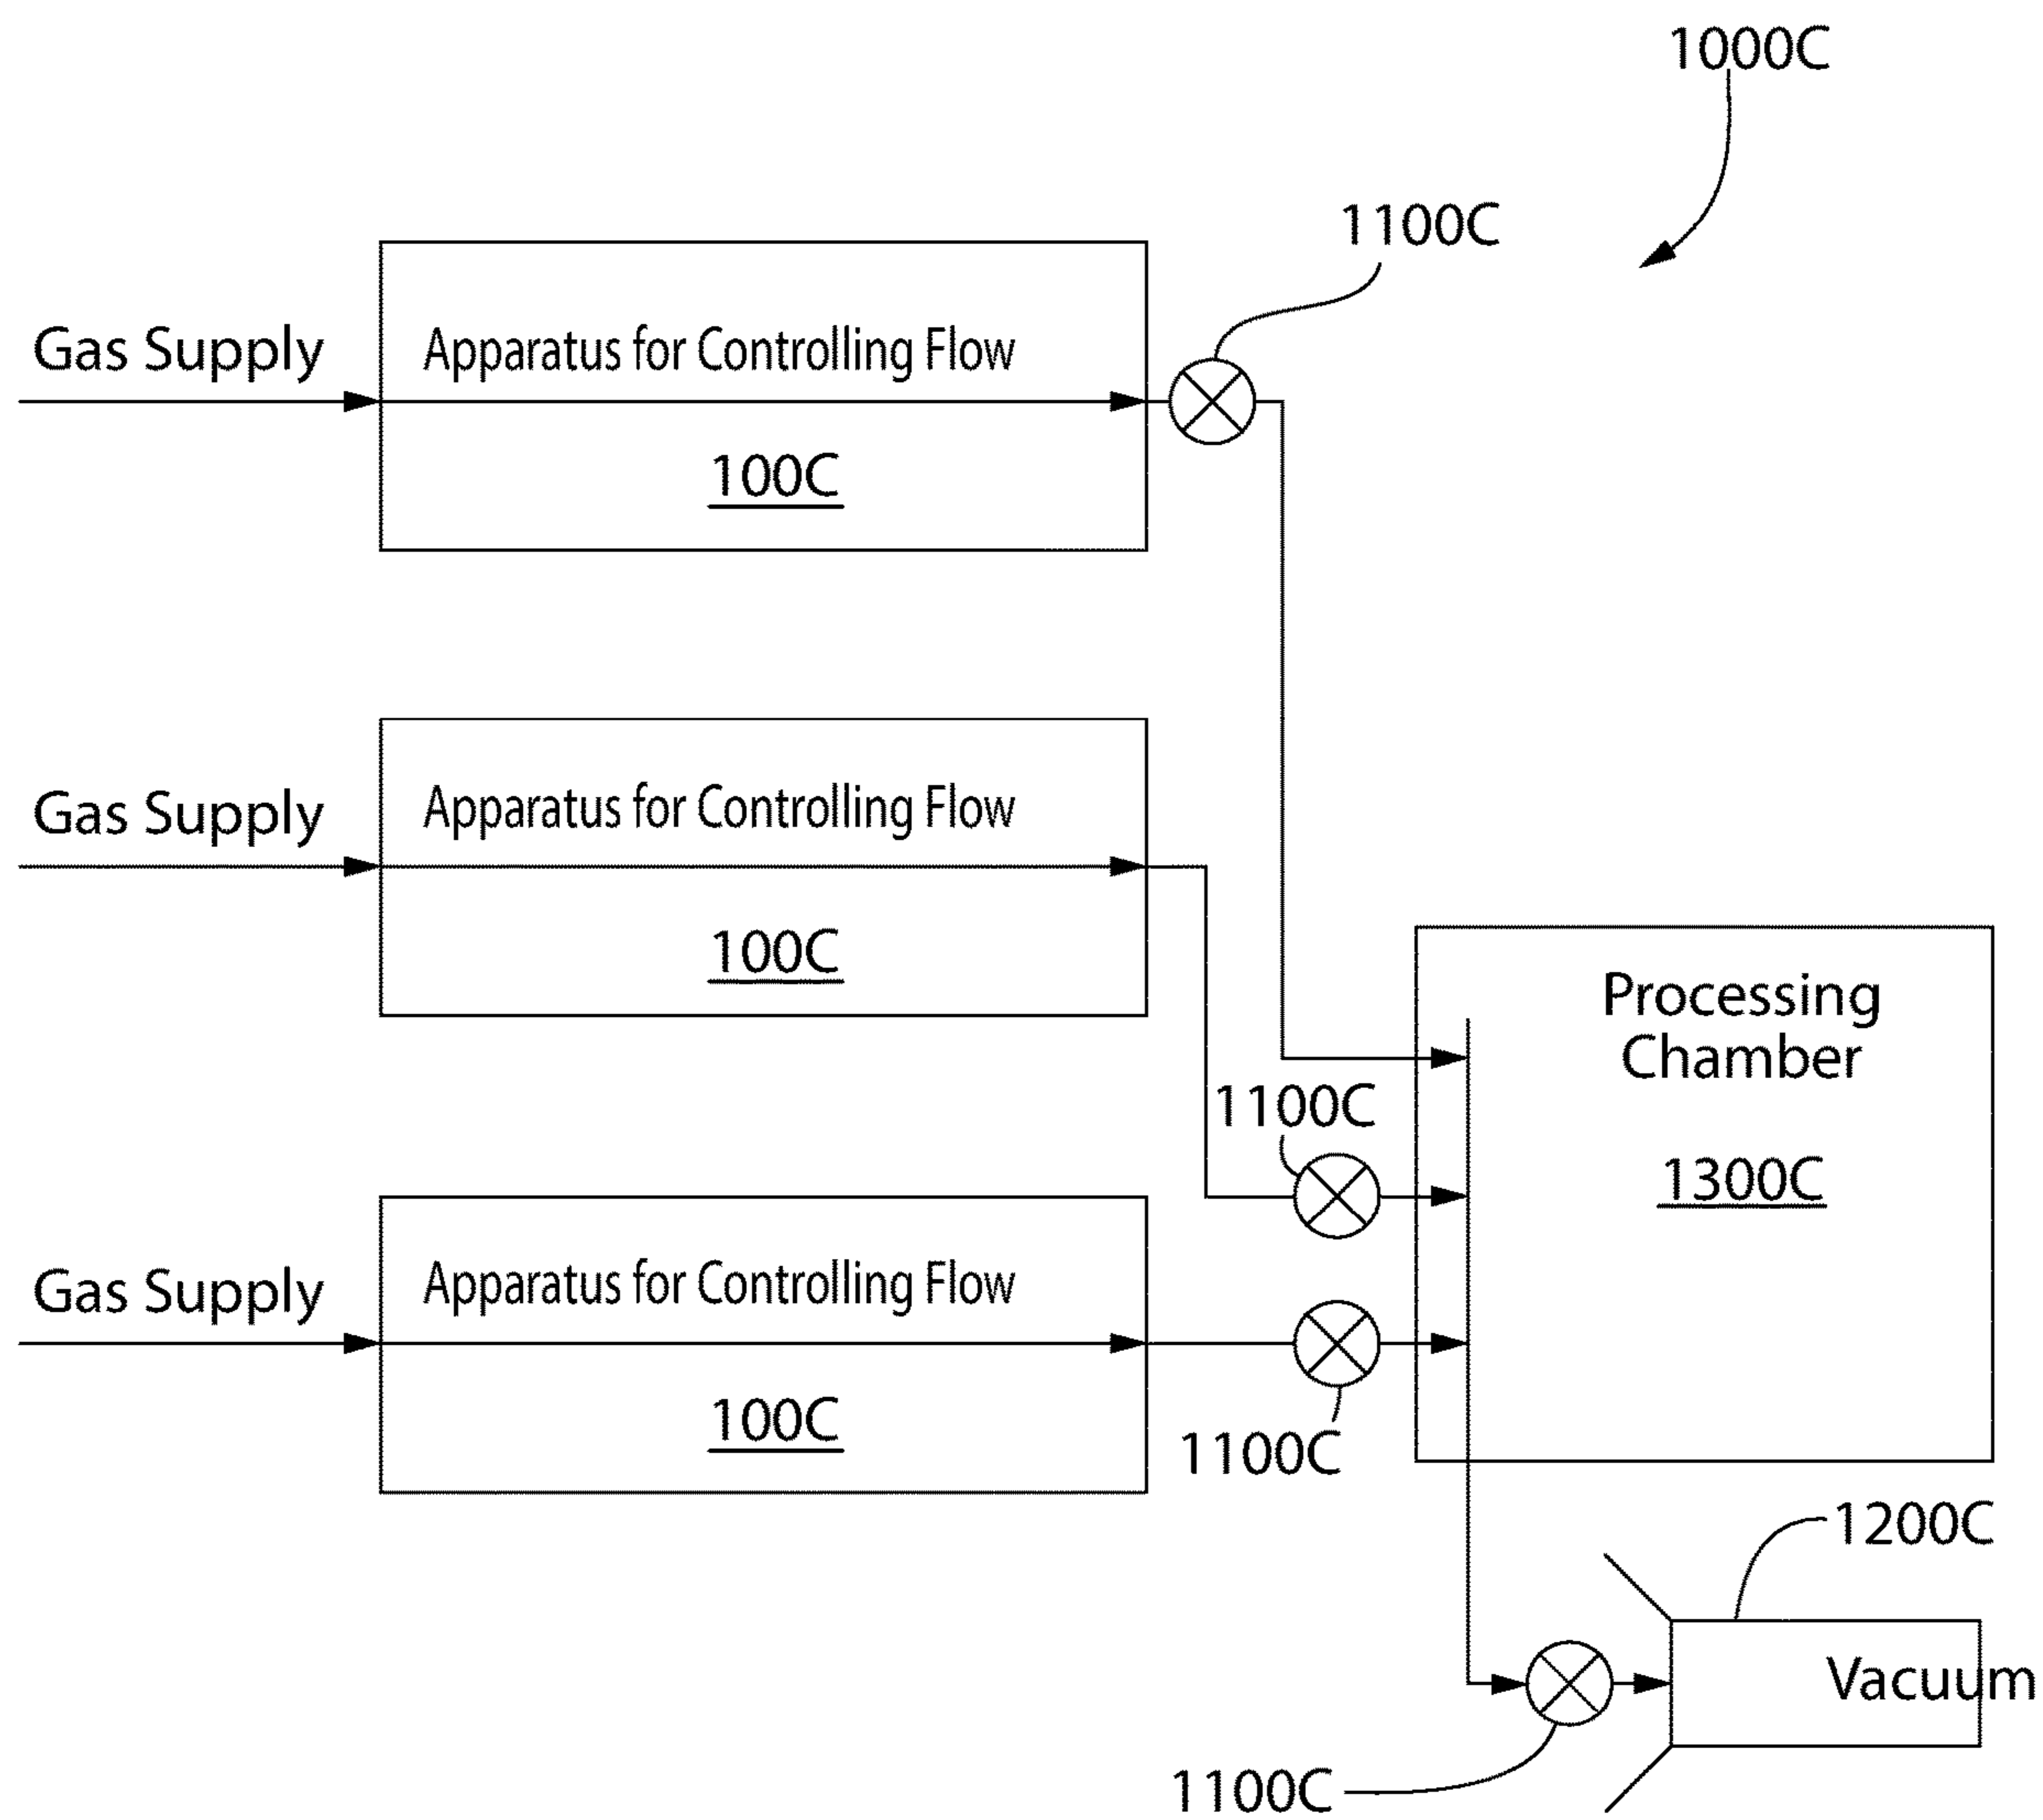 1000C
1100C
Gas Supply
Apparatus for Controlling Flow
100C
Gas Supply
Apparatus for Controlling Flow
100C
Processing
Chamber
1300C
1100C
Gas Supply
Apparatus for Controlling Flow
100C
1100C
1200C
Vacuum
1100C